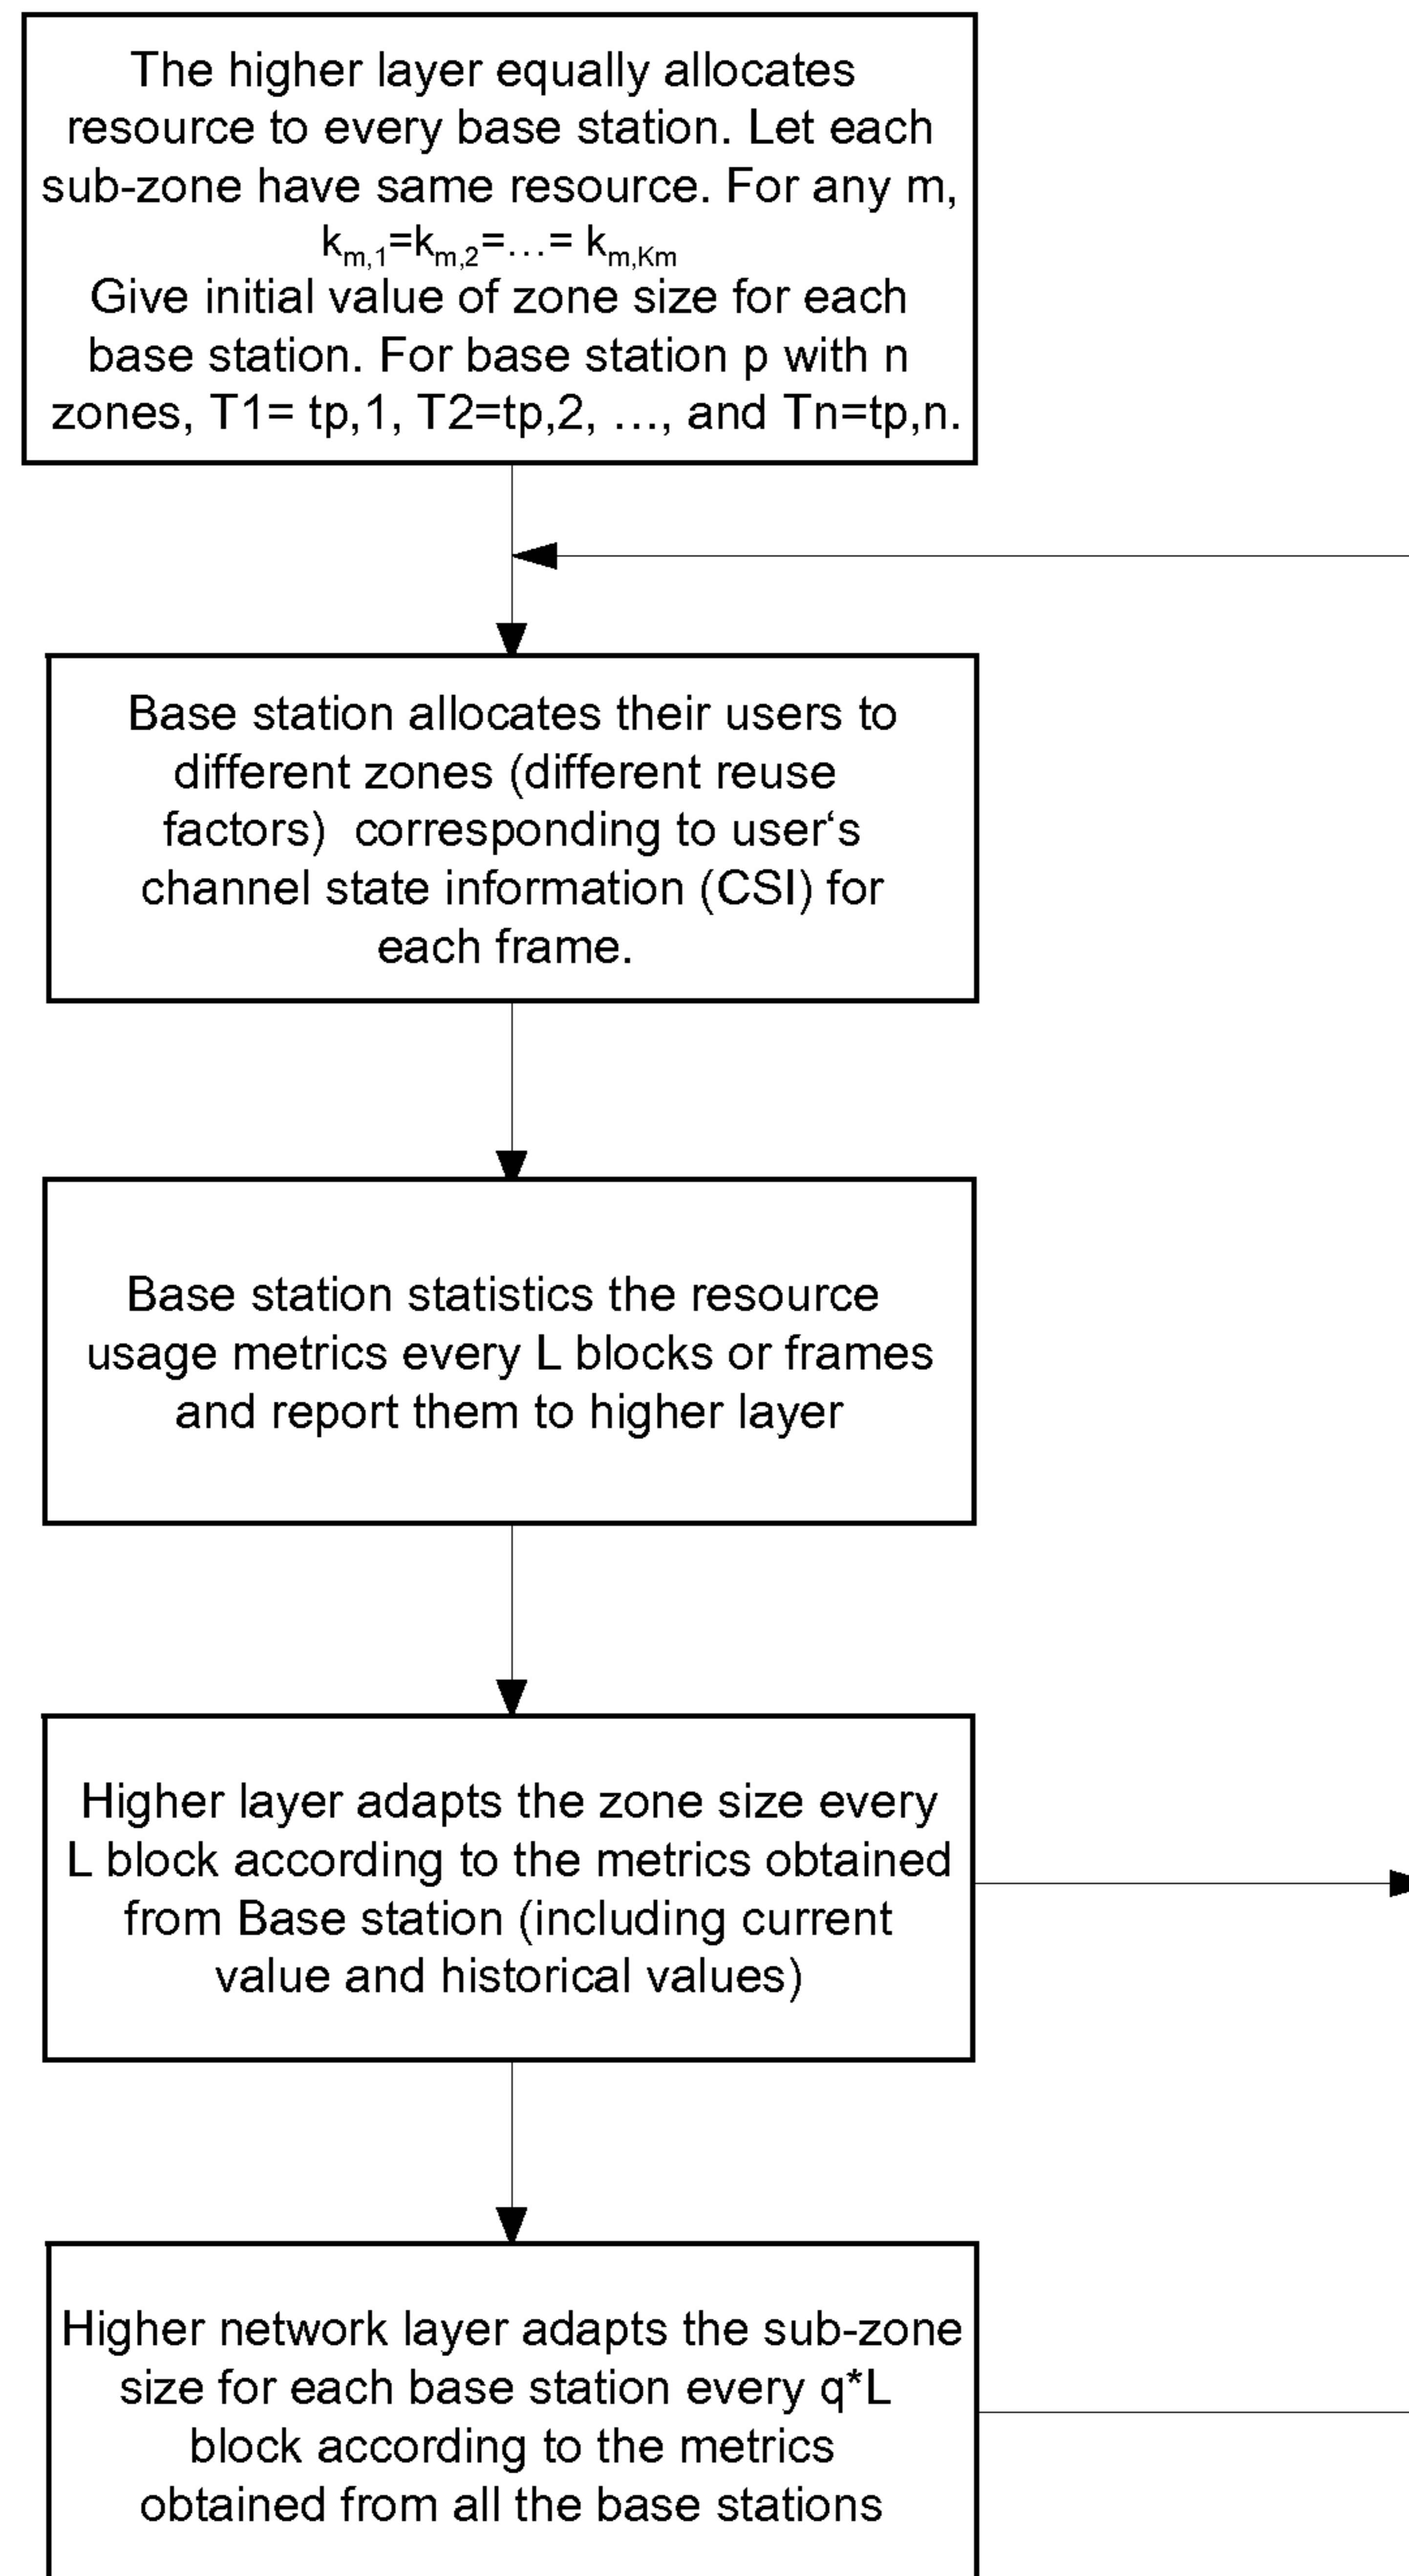 The higher layer equally allocates
resource to every base station. Let each
sub-zone have same resource. For any m,
km,1=km,2=…= km,Km
Give initial value of zone size for each
base station. For base station p with n
zones, T1= tp,1, T2=tp,2, …, and Tn=tp,n.
Base station allocates their users to
different zones (different reuse
factors)  corresponding to user‘s
channel state information (CSI) for
each frame.
Base station statistics the resource
usage metrics every L blocks or frames
and report them to higher layer
Higher layer adapts the zone size every
L block according to the metrics obtained
from Base station (including current
value and historical values)
Higher network layer adapts the sub-zone
size for each base station every q*L
block according to the metrics
obtained from all the base stations